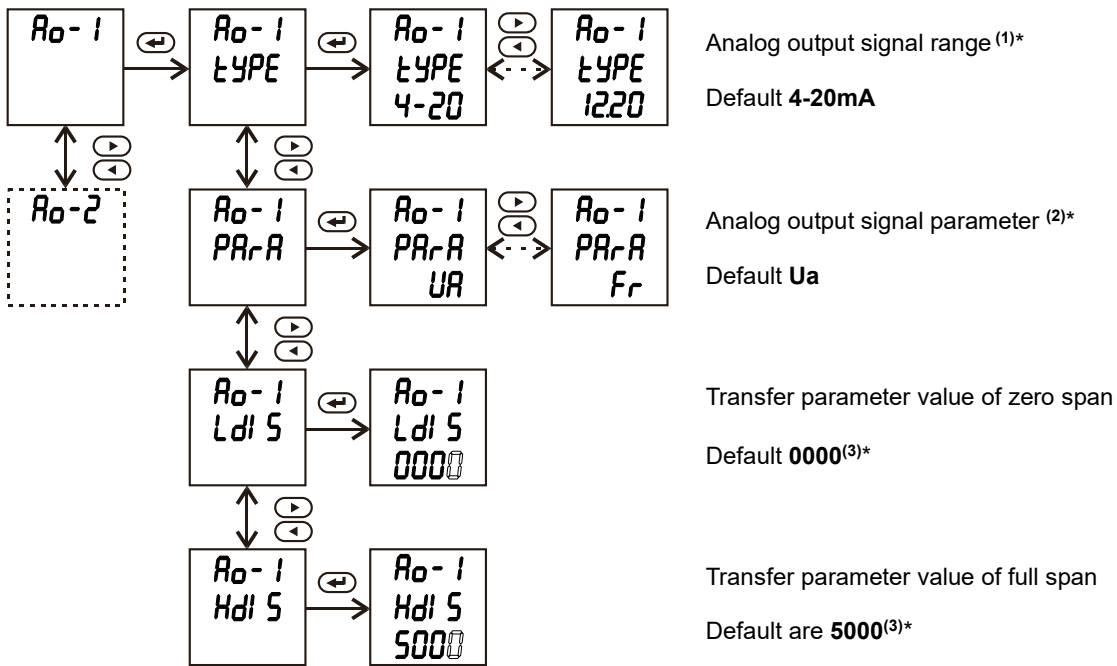 Ao-1
Ao-1
tYPE
Ao-1
tYPE
4-20
Ao-1
tYPE
12.20
Analog output signal range (1)*
Default 4-20mA
Ao-2
Ao-1
PArA
Ao-1
PArA
UA
Ao-1
PArA
Fr
Analog output signal parameter (2)*
Default Ua
Ao-1
LdIS
Ao-1
LdIS
0000
Transfer parameter value of zero span
Default 0000(3)*
Ao-1
HdIS
Ao-1
HdIS
5000
Transfer parameter value of full span
Default are 5000(3)*